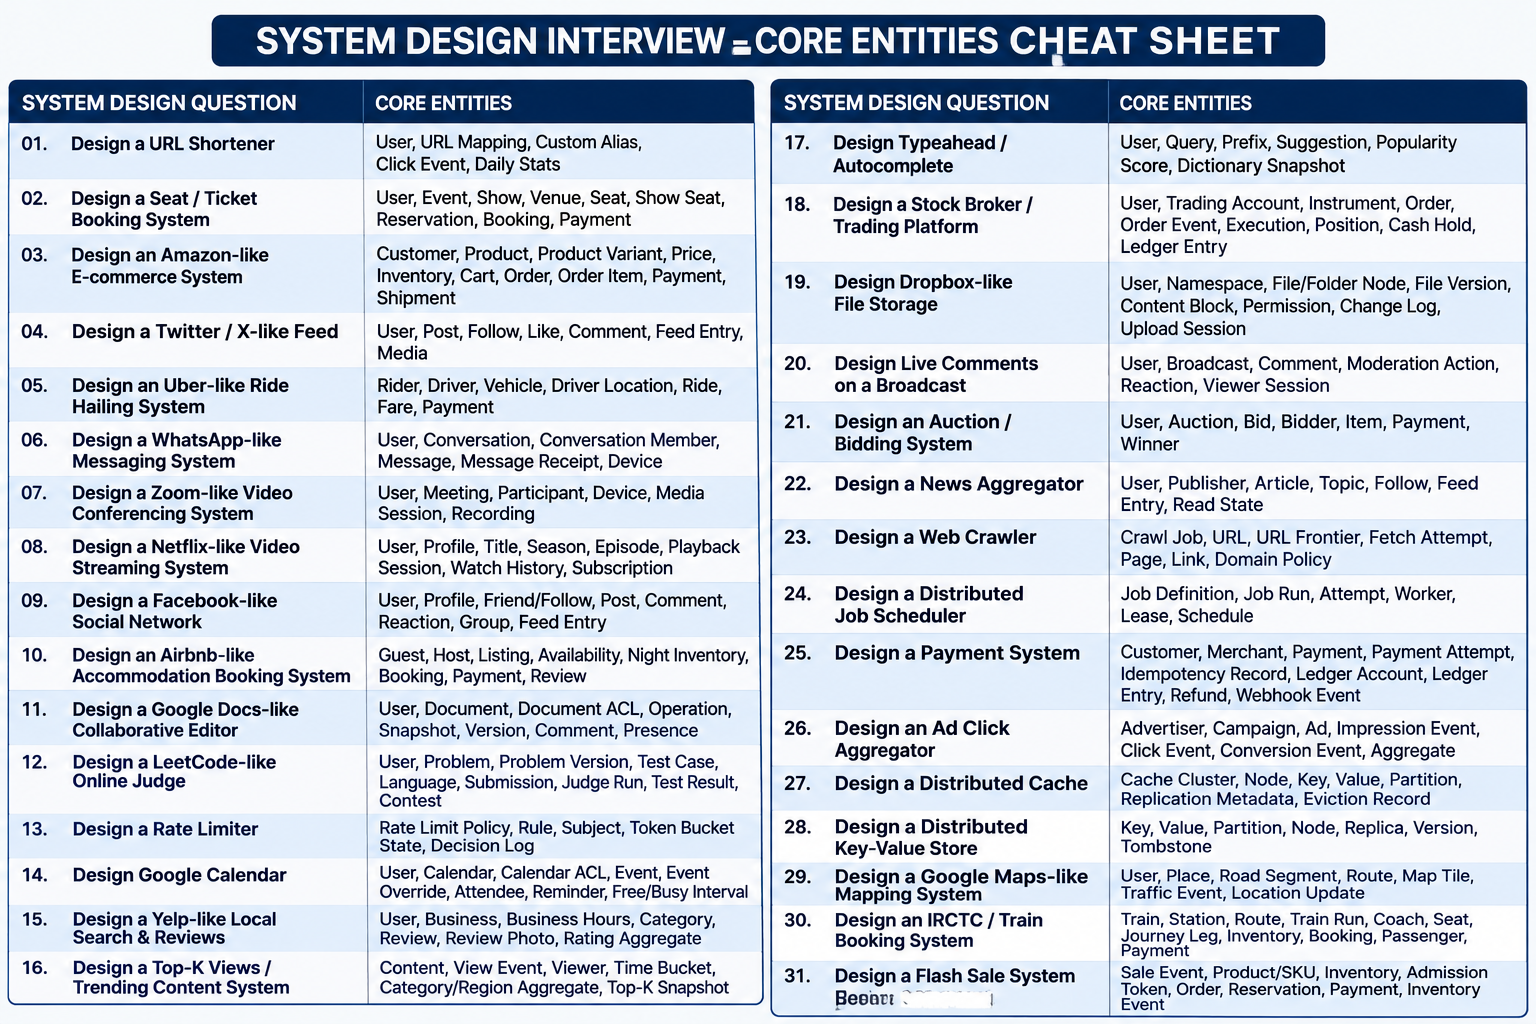 SYSTEM DESIGN INTERVIEW = CORE ENTITIES CHEAT SHEET
SYSTEM DESIGN QUESTION CORE ENTITIES
01. Design a URL Shortener
User, URL Mapping, Custom Alias,
Click Event, Daily Stats
02. Design a Seat / Ticket
Booking System
User, Event, Show, Venue, Seat, Show Seat,
Reservation, Booking, Payment
03. Design an Amazon-like
E-commerce System
Customer, Product, Product Variant, Price,
Inventory, Cart, Order, Order Item, Payment,
Shipment
04. Design a Twitter / X-like Feed
User, Post, Follow, Like, Comment, Feed Entry,
Media
05. Design an Uber-like Ride
Hailing System
Rider, Driver, Vehicle, Driver Location, Ride,
Fare, Payment
06. Design a WhatsApp-like
Messaging System
User, Conversation, Conversation Member,
Message, Message Receipt, Device
07. Design a Zoom-like Video
Conferencing System
User, Meeting, Participant, Device, Media
Session, Recording
08. Design a Netflix-like Video
Streaming System
User, Profile, Title, Season, Episode, Playback
Session, Watch History, Subscription
09. Design a Facebook-like
Social Network
User, Profile, Friend/Follow, Post, Comment,
Reaction, Group, Feed Entry
10. Design an Airbnb-like
Accommodation Booking System
Guest, Host, Listing, Availability, Night Inventory,
Booking, Payment, Review
11. Design a Google Docs-like
Collaborative Editor
User, Document, Document ACL, Operation,
Snapshot, Version, Comment, Presence
12. Design a LeetCode-like
Online Judge
User, Problem, Problem Version, Test Case,
Language, Submission, Judge Run, Test Result,
Contest
13. Design a Rate Limiter
Rate Limit Policy, Rule, Subject, Token Bucket
State, Decision Log
14. Design Google Calendar
User, Calendar, Calendar ACL, Event, Event
Override, Attendee, Reminder, Free/Busy Interval
15. Design a Yelp-like Local
Search & Reviews
User, Business, Business Hours, Category,
Review, Review Photo, Rating Aggregate
16. Design a Top-K Views /
Trending Content System
Content, View Event, Viewer, Time Bucket,
Category/Region Aggregate, Top-K Snapshot
SYSTEM DESIGN QUESTION CORE ENTITIES
17. Design Typeahead /
Autocomplete
User, Query, Prefix, Suggestion, Popularity
Score, Dictionary Snapshot
18. Design a Stock Broker /
Trading Platform
User, Trading Account, Instrument, Order,
Order Event, Execution, Position, Cash Hold,
Ledger Entry
19. Design Dropbox-like
File Storage
User, Namespace, File/Folder Node, File Version,
Content Block, Permission, Change Log,
Upload Session
20. Design Live Comments
on a Broadcast
User, Broadcast, Comment, Moderation Action,
Reaction, Viewer Session
21. Design an Auction /
Bidding System
User, Auction, Bid, Bidder, Item, Payment,
Winner
22. Design a News Aggregator
User, Publisher, Article, Topic, Follow, Feed
Entry, Read State
23. Design a Web Crawler
Crawl Job, URL, URL Frontier, Fetch Attempt,
Page, Link, Domain Policy
24. Design a Distributed
Job Scheduler
Job Definition, Job Run, Attempt, Worker,
Lease, Schedule
25. Design a Payment System
Customer, Merchant, Payment, Payment Attempt,
Idempotency Record, Ledger Account, Ledger
Entry, Refund, Webhook Event
26. Design an Ad Click
Aggregator
Advertiser, Campaign, Ad, Impression Event,
Click Event, Conversion Event, Aggregate
27. Design a Distributed Cache
Cache Cluster, Node, Key, Value, Partition,
Replication Metadata, Eviction Record
28. Design a Distributed
Key-Value Store
Key, Value, Partition, Node, Replica, Version,
Tombstone
29. Design a Google Maps-like
Mapping System
User, Place, Road Segment, Route, Map Tile,
Traffic Event, Location Update
30. Design an IRCTC / Train
Booking System
Train, Station, Route, Train Run, Coach, Seat,
Journey Leg, Inventory, Booking, Passenger,
Payment
31. Design a Flash Sale System
Sale Event, Product/SKU, Inventory, Admission
Token, Order, Reservation, Payment, Inventory
Event